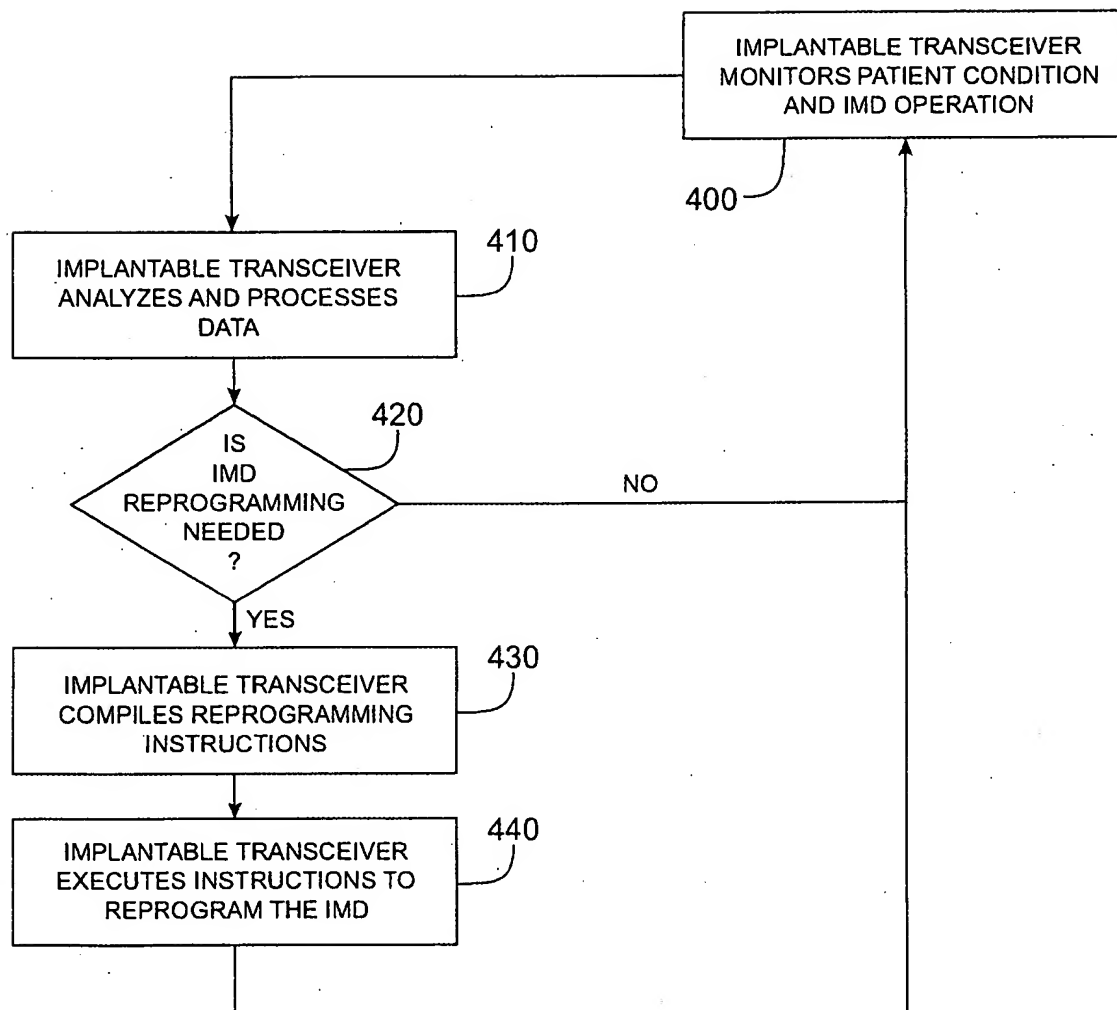 IMPLANTABLE TRANSCEIVER
MONITORS PATIENT CONDITION
AND IMD OPERATION
400
410
IMPLANTABLE TRANSCEIVER
ANALYZES AND PROCESSES
DATA
420
IS
IMD
REPROGRAMMING
NEEDED
?
NO
YES
430
IMPLANTABLE TRANSCEIVER
COMPILES REPROGRAMMING
INSTRUCTIONS
440
IMPLANTABLE TRANSCEIVER
EXECUTES INSTRUCTIONS TO
REPROGRAM THE IMD